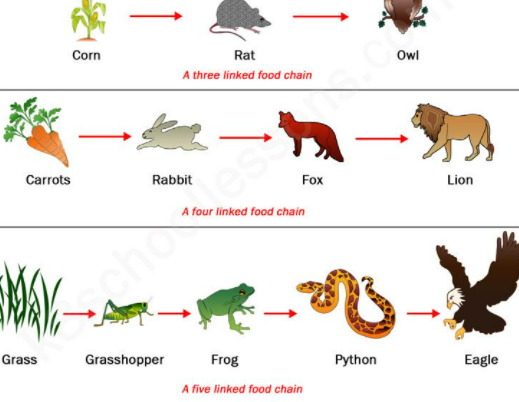 Corn Rat Owl
A three linked food chain
Carrots Rabbit Fox Lion
A four linked food chain
Grass Grasshopper Frog Python Eagle
A five linked food chain